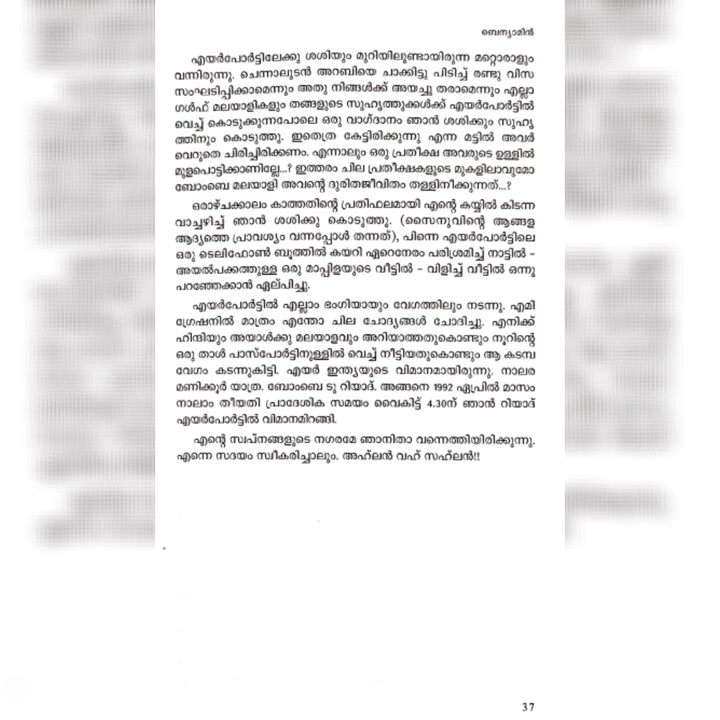 ബെന്യാമിൻ
എയർപോർട്ടിലേക്കു ശശിയും മുറിയിലുണ്ടായിരുന്ന മറ്റൊരാളും
വന്നിരുന്നു. ചെന്നാലുടൻ അറബിയെ ചാക്കിട്ടു പിടിച്ച് രണ്ടു വിസ
സംഘടിപ്പിക്കാമെന്നും അതു നിങ്ങൾക്ക് അയച്ചു തരാമെന്നും എല്ലാ
ഗൾഫ് മലയാളികളും തങ്ങളുടെ സുഹൃത്തുക്കൾക്ക് എയർപോർട്ടിൽ
വെച്ച് കൊടുക്കുന്നപോലെ ഒരു വാഗ്ദാനം ഞാൻ ശശിക്കും സുഹൃ
ത്തിനും കൊടുത്തു. ഇതെത്ര കേട്ടിരിക്കുന്നു എന്ന മട്ടിൽ അവർ
വെറുതെ ചിരിച്ചിരിക്കണം. എന്നാലും ഒരു പ്രതീക്ഷ അവരുടെ ഉള്ളിൽ
മുളപൊട്ടിക്കാണില്ലേ...? ഇത്തരം ചില പ്രതീക്ഷകളുടെ മുകളിലാവുമോ
ബോംബെ മലയാളി അവന്റെ ദുരിതജീവിതം തള്ളിനീക്കുന്നത്...?
ഒരാഴ്ചക്കാലം കാത്തതിന്റെ പ്രതിഫലമായി എന്റെ കയ്യിൽ കിടന്ന
വാച്ചഴിച്ച് ഞാൻ ശശിക്കു കൊടുത്തു. (സൈനുവിന്റെ ആങ്ങള
ആദ്യത്തെ പ്രാവശ്യം വന്നപ്പോൾ തന്നത്), പിന്നെ എയർപോർട്ടിലെ
ഒരു ടെലിഫോൺ ബൂത്തിൽ കയറി ഏറെനേരം പരിശ്രമിച്ച് നാട്ടിൽ -
അയൽപക്കത്തുള്ള ഒരു മാപ്പിളയുടെ വീട്ടിൽ - വിളിച്ച് വീട്ടിൽ ഒന്നു
പറഞ്ഞേക്കാൻ ഏല്പിച്ചു.
എയർപോർട്ടിൽ എല്ലാം ഭംഗിയായും വേഗത്തിലും നടന്നു. എമി
ഗ്രേഷനിൽ മാത്രം എന്തോ ചില ചോദ്യങ്ങൾ ചോദിച്ചു. എനിക്ക്
ഹിന്ദിയും അയാൾക്കു മലയാളവും അറിയാത്തതുകൊണ്ടും നൂറിന്റെ
ഒരു താൾ പാസ്പോർട്ടിനുള്ളിൽ വെച്ച് നീട്ടിയതുകൊണ്ടും ആ കടമ്പ
വേഗം കടന്നുകിട്ടി. എയർ ഇന്ത്യയുടെ വിമാനമായിരുന്നു. നാലര
മണിക്കൂർ യാത്ര. ബോംബെ ടു റിയാദ്. അങ്ങനെ 1992 ഏപ്രിൽ മാസം
നാലാം തീയതി പ്രാദേശിക സമയം വൈകിട്ട് 4.30ന് ഞാൻ റിയാദ്
എയർപോർട്ടിൽ വിമാനമിറങ്ങി.
എന്റെ സ്വപ്നങ്ങളുടെ നഗരമേ ഞാനിതാ വന്നെത്തിയിരിക്കുന്നു.
എന്നെ സദയം സ്വീകരിച്ചാലും. അഹ്‌ലൻ വഹ് സഹ്‌ലൻ!!
37